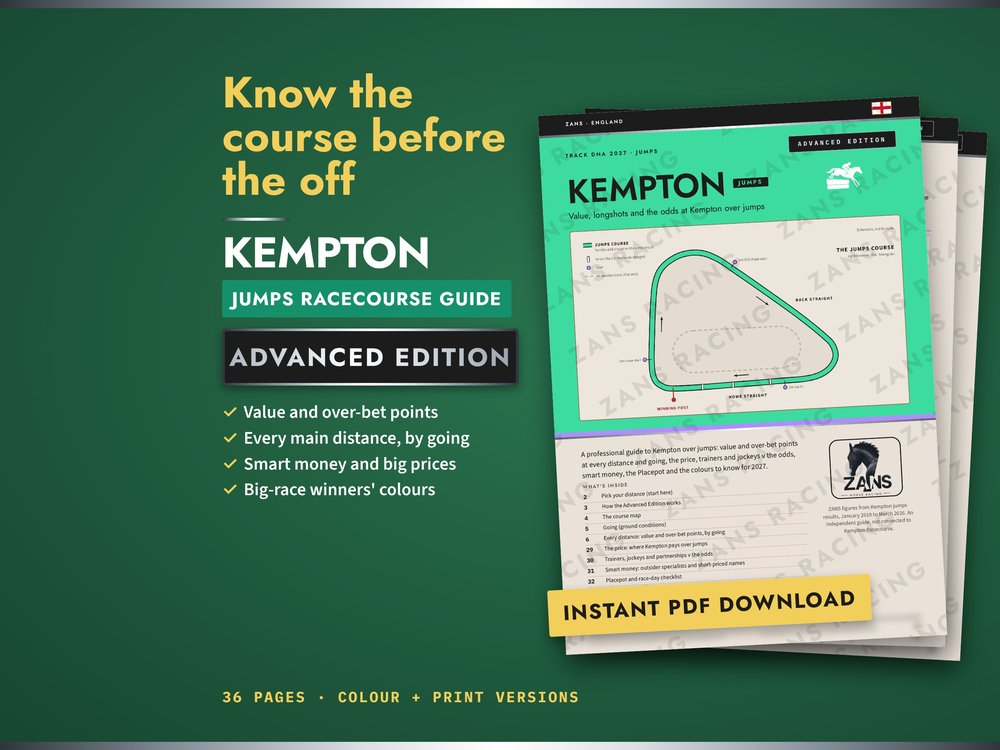 Know the
course before
the off
KEMPTON
JUMPS RACECOURSE GUIDE
ADVANCED EDITION
Value and over-bet points
Every main distance, by going
Smart money and big prices
Big-race winners' colours
36 PAGES · COLOUR + PRINT VERSIONS
ZANS · ENGLAND
ADVANCED EDITION
TRACK DNA 2027 · JUMPS
KEMPTON JUMPS
Value, longshots and the odds at Kempton over jumps
JUMPS COURSE
THE JUMPS COURSE
BACK STRAIGHT
HOME STRAIGHT
WINNING POST
A professional guide to Kempton over jumps: value and over-bet points
at every distance and going, the price, trainers and jockeys v the odds,
smart money, the Placepot and the colours to know for 2027.
WHAT'S INSIDE
2 Pick your distance (start here)
3 How the Advanced Edition works
4 The course map
5 Going (ground conditions)
6 Every distance: value and over-bet points, by going
29 The price: where Kempton pays over jumps
30 Trainers, jockeys and partnerships v the odds
31 Smart money: outsider specialists and short-priced names
32 Placepot and race-day checklist
ZANS
HORSE RACING
ZANS figures from Kempton jumps
results, January 2019 to March 2026. An
independent guide, not connected to
Kempton Racecourse.
INSTANT PDF DOWNLOAD
ZANS RACING